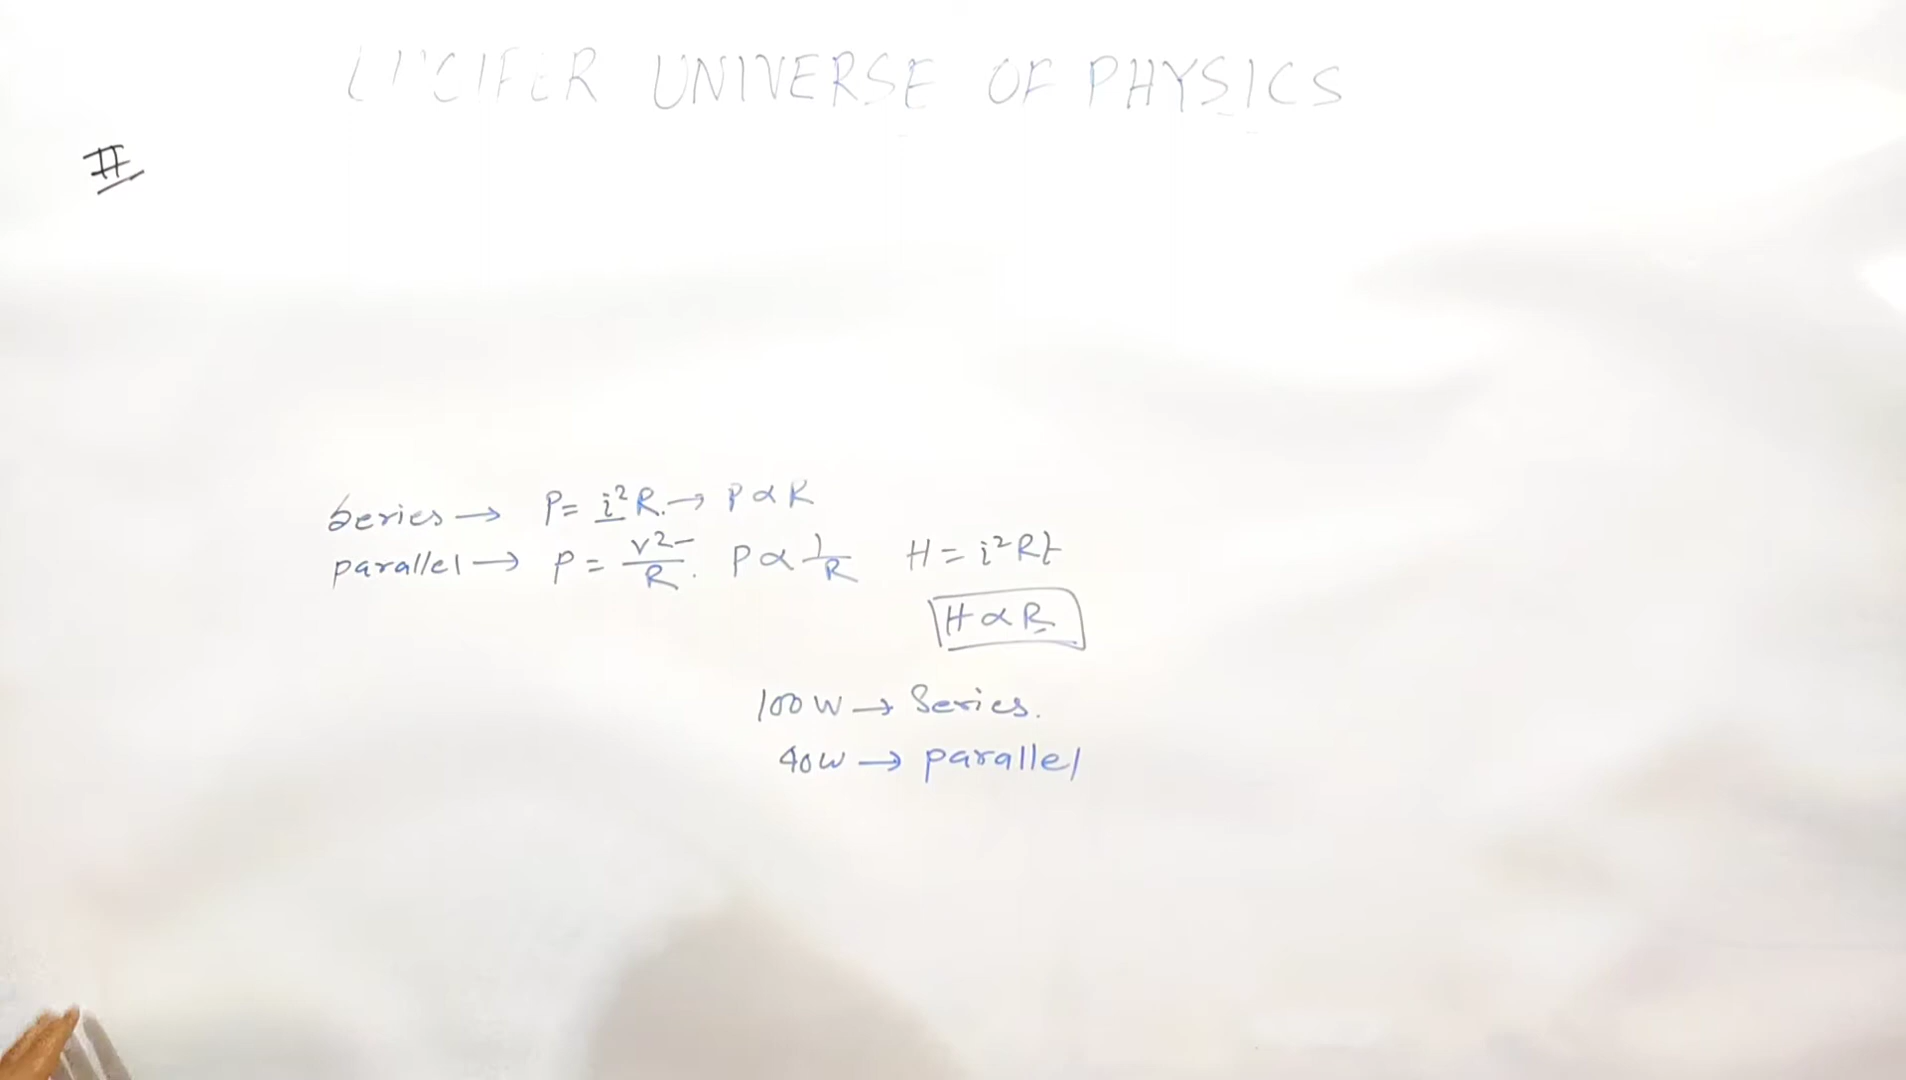 LUCIFER UNIVERSE OF PHYSICS
#
Series → P = i²R. → P ∝ R
parallel → P = V²/R. P ∝ 1/R H = i²Rt
H ∝ R
100 W → Series.
40 W → parallel